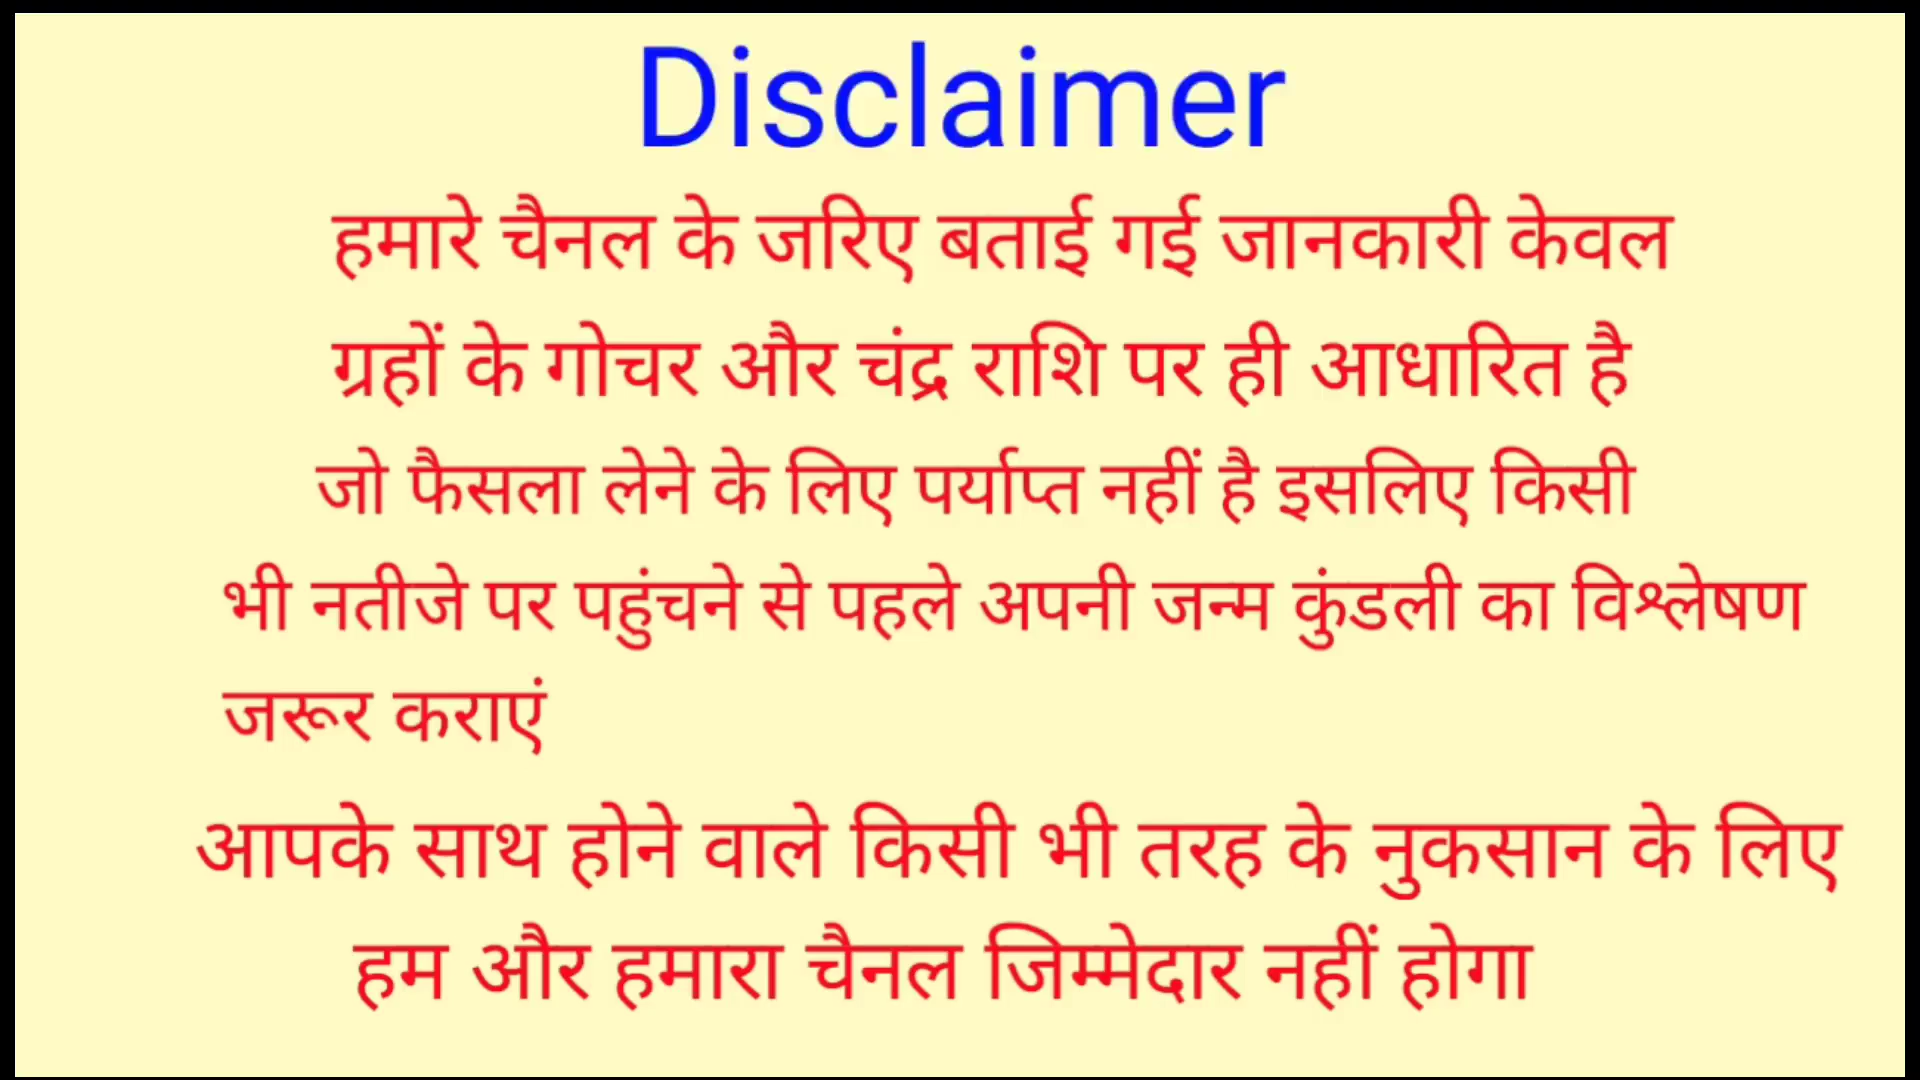 Disclaimer
हमारे चैनल के जरिए बताई गई जानकारी केवल
ग्रहों के गोचर और चंद्र राशि पर ही आधारित है
जो फैसला लेने के लिए पर्याप्त नहीं है इसलिए किसी
भी नतीजे पर पहुंचने से पहले अपनी जन्म कुंडली का विश्लेषण
जरूर कराएं
आपके साथ होने वाले किसी भी तरह के नुकसान के लिए
हम और हमारा चैनल जिम्मेदार नहीं होगा